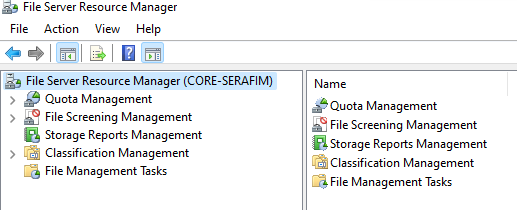 File Server Resource Manager
File Action View Help
File Server Resource Manager (CORE-SERAFIM)
Quota Management
File Screening Management
Storage Reports Management
Classification Management
File Management Tasks
Name
Quota Management
File Screening Management
Storage Reports Management
Classification Management
File Management Tasks